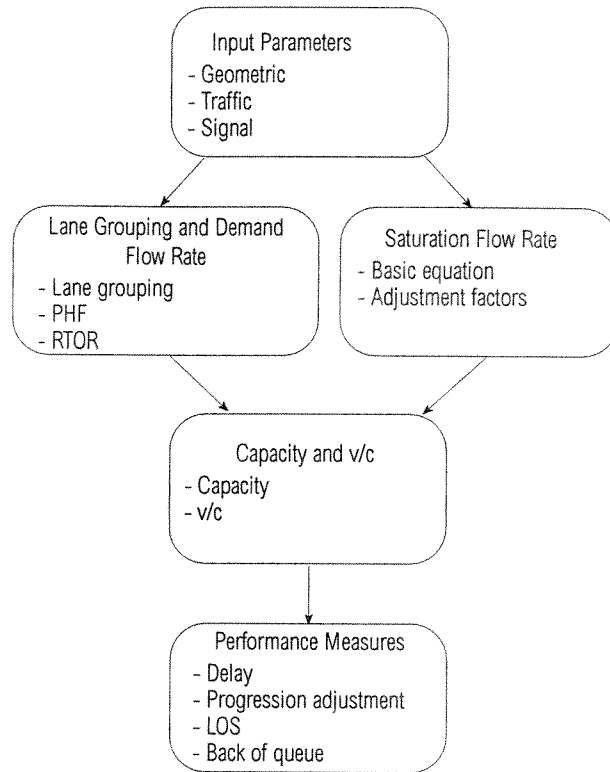 Input Parameters
- Geometric
- Traffic
- Signal
Lane Grouping and Demand
Flow Rate
- Lane grouping
- PHF
- RTOR
Saturation Flow Rate
- Basic equation
- Adjustment factors
Capacity and v/c
- Capacity
- v/c
Performance Measures
- Delay
- Progression adjustment
- LOS
- Back of queue